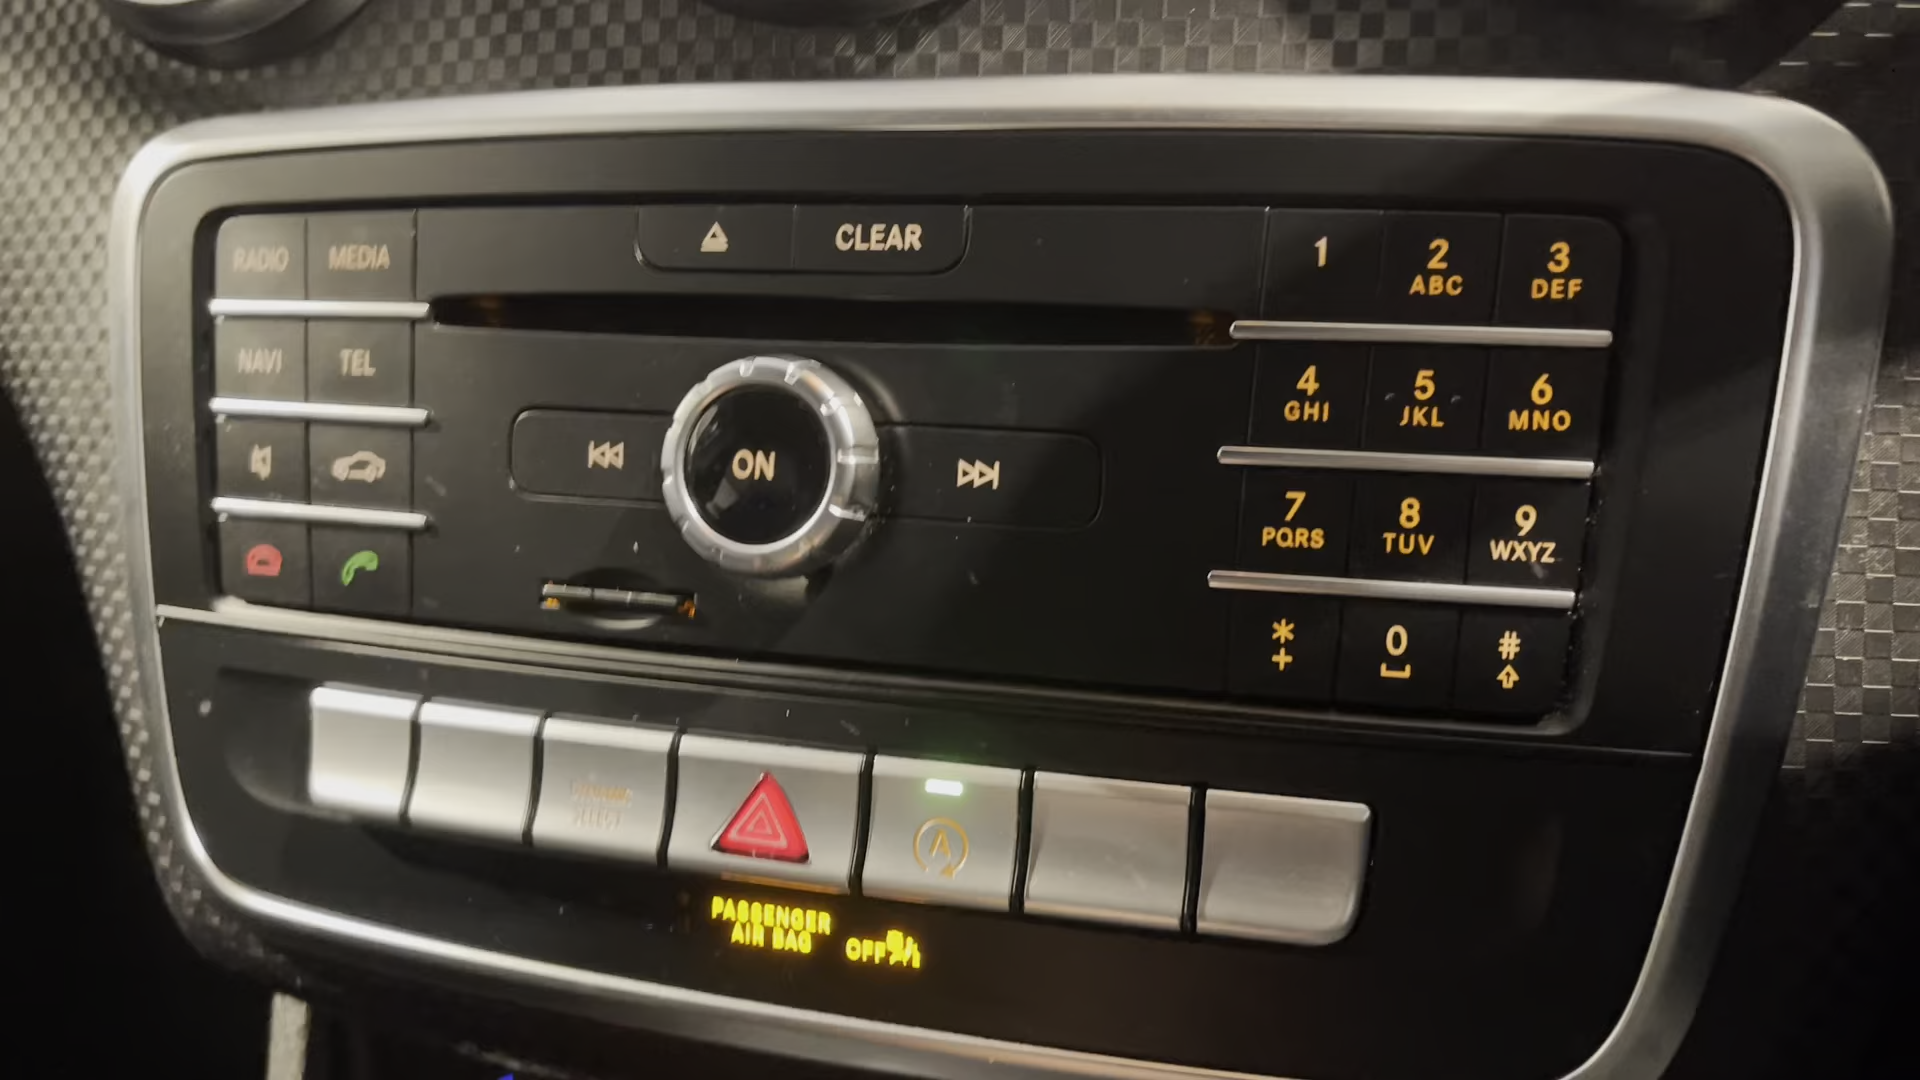 RADIO MEDIA
CLEAR
1 2 3
ABC DEF
NAVI TEL
4 5 6
GHI JKL MNO
ON
7 8 9
PQRS TUV WXYZ
* 0 #
+
SELECT
A
PASSENGER
AIR BAG OFF